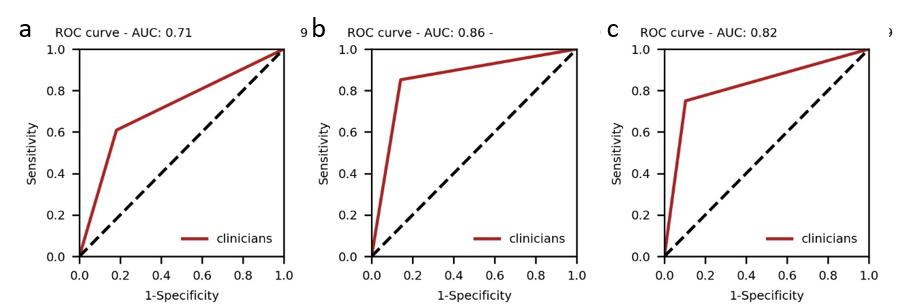 a
ROC curve - AUC: 0.71
1.0
0.8
0.6
0.4
0.2
0.0
Sensitivity
clinicians
0.0 0.2 0.4 0.6 0.8 1.0
1-Specificity
9
b
ROC curve - AUC: 0.86 -
1.0
0.8
0.6
0.4
0.2
0.0
Sensitivity
clinicians
0.0 0.2 0.4 0.6 0.8 1.0
1-Specificity
c
ROC curve - AUC: 0.82
9
1.0
0.8
0.6
0.4
0.2
0.0
Sensitivity
clinicians
0.0 0.2 0.4 0.6 0.8 1.0
1-Specificity